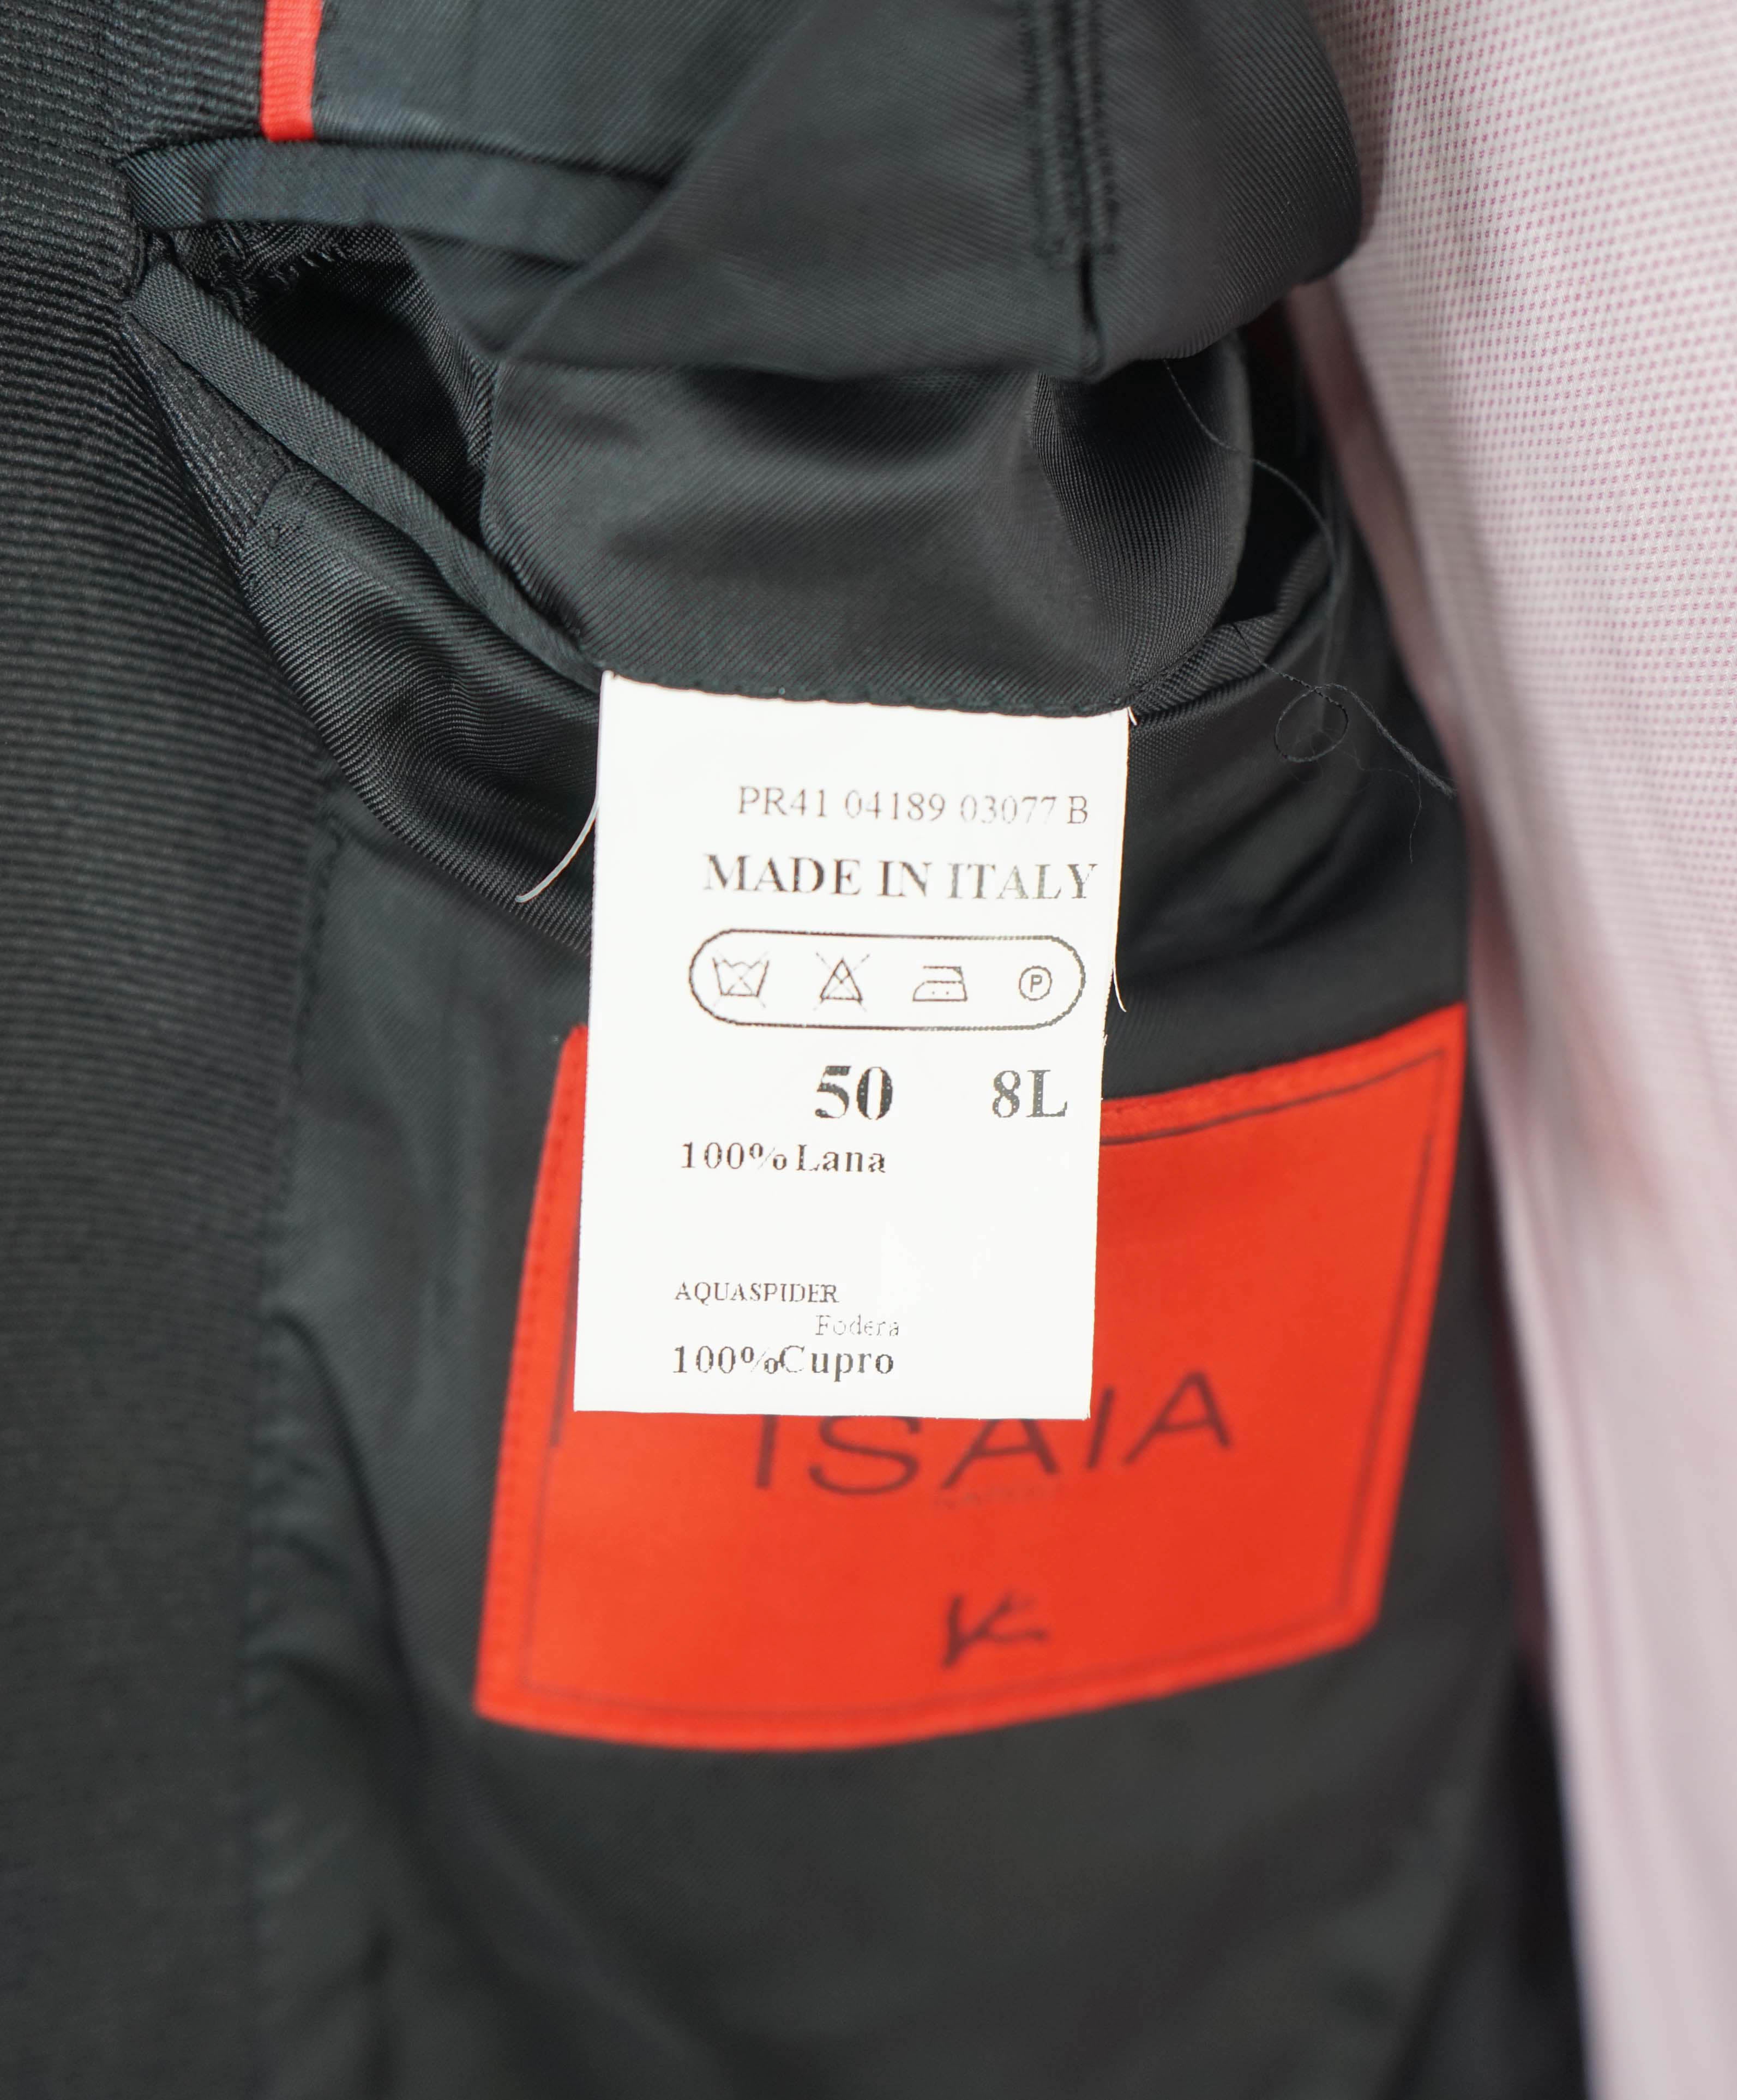 PR41 04189 03077 B
MADE IN ITALY
P
50 8L
100% Lana
AQUASPIDER
Fodera
100%Cupro
ISAIA